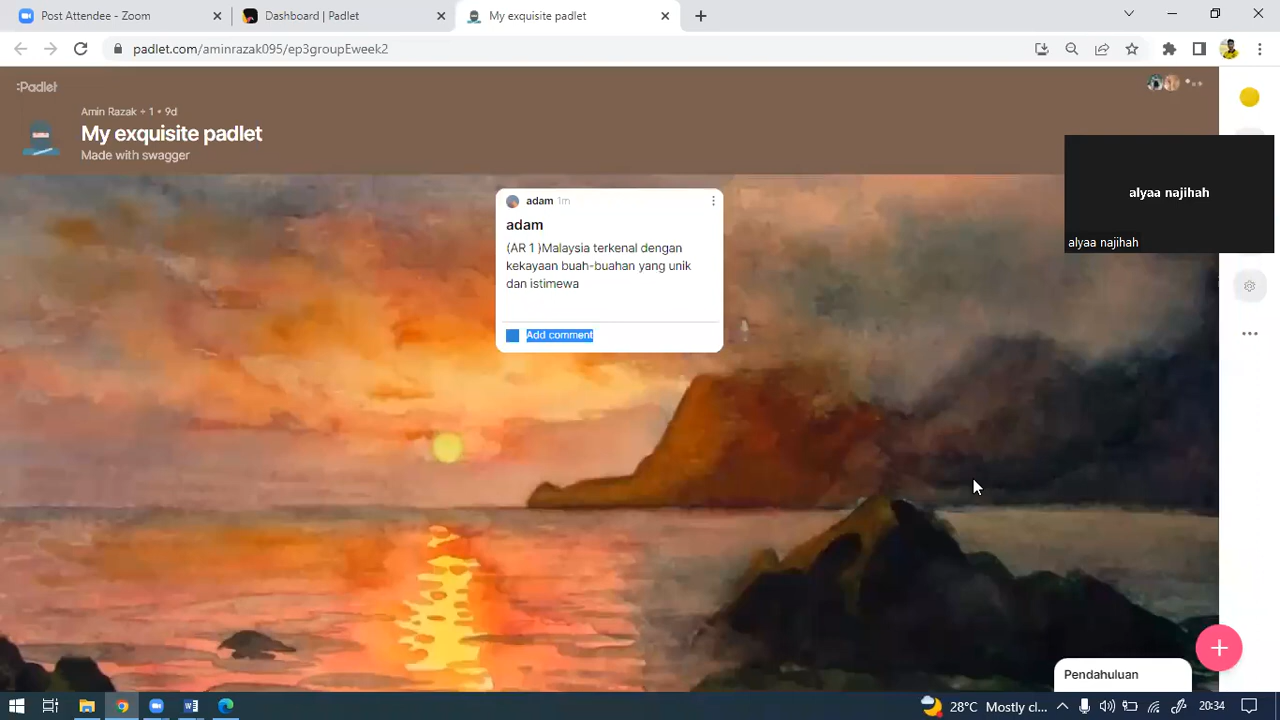 Post Attendee - Zoom
Dashboard | Padlet
My exquisite padlet
padlet.com/aminrazak095/ep3groupEweek2
:Padlet
Amin Razak + 1 • 9d
My exquisite padlet
Made with swagger
alyaa najihah
alyaa najihah
adam 1m
adam
(AR 1 )Malaysia terkenal dengan
kekayaan buah-buahan yang unik
dan istimewa
Add comment
Pendahuluan
28°C Mostly cl... 20:34